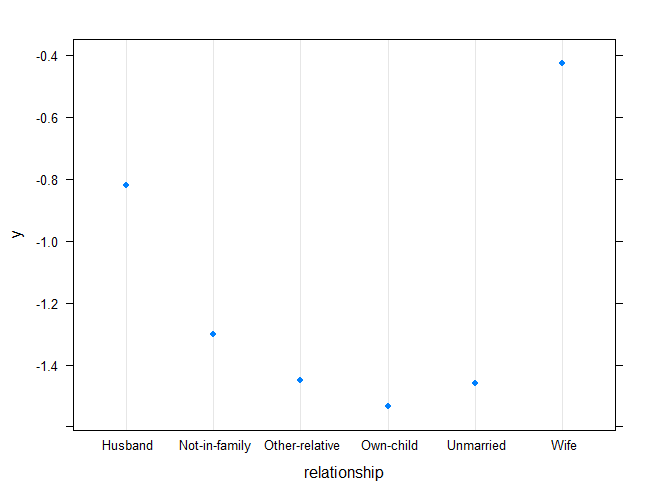 -0.4
-0.6
-0.8
-1.0
-1.2
-1.4
y
Husband Not-in-family Other-relative Own-child Unmarried Wife
relationship